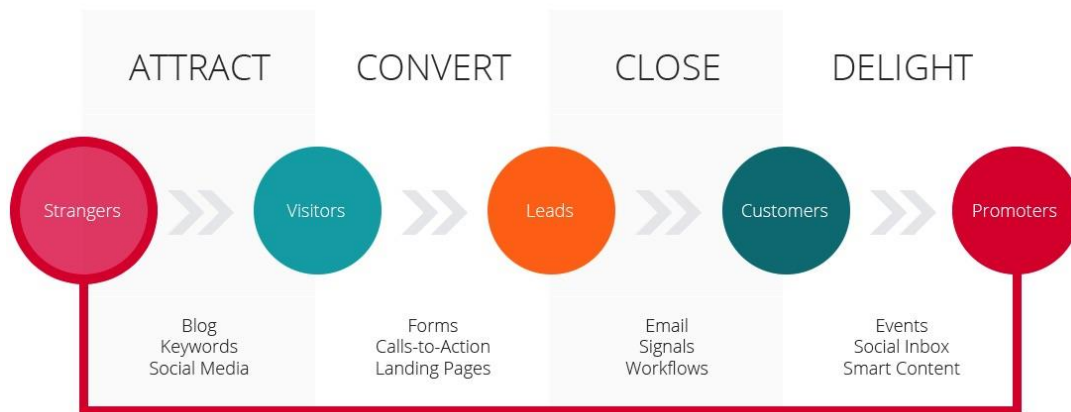 ATTRACT
CONVERT
CLOSE
DELIGHT
Strangers
Visitors
Leads
Customers
Promoters
Blog
Keywords
Social Media
Forms
Calls-to-Action
Landing Pages
Email
Signals
Workflows
Events
Social Inbox
Smart Content